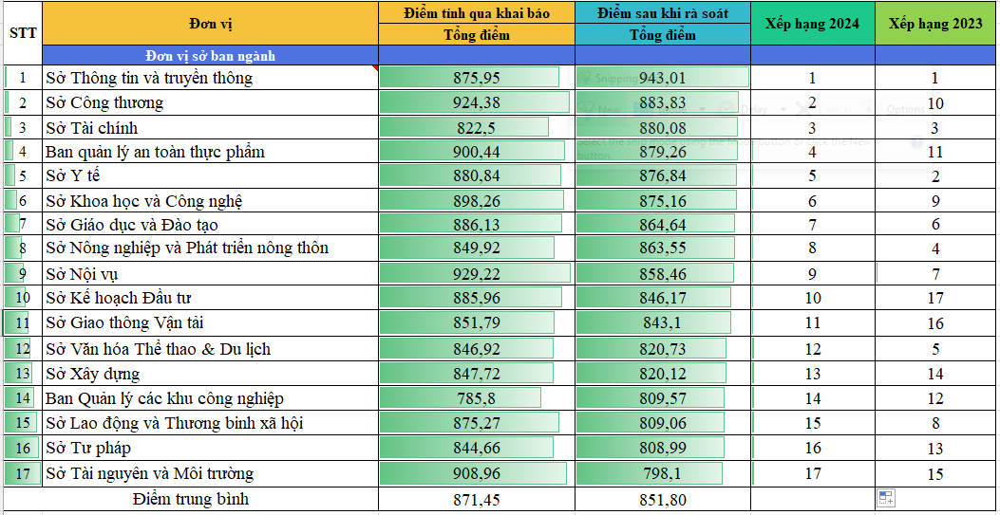 STT Đơn vị Điểm tính qua khai báo Điểm sau khi rà soát Xếp hạng 2024 Xếp hạng 2023
Tổng điểm Tổng điểm
Đơn vị sở ban ngành
1 Sở Thông tin và truyền thông 875,95 943,01 1 1
2 Sở Công thương 924,38 883,83 2 10
3 Sở Tài chính 822,5 880,08 3 3
4 Ban quản lý an toàn thực phẩm 900,44 879,26 4 11
5 Sở Y tế 880,84 876,84 5 2
6 Sở Khoa học và Công nghệ 898,26 875,16 6 9
7 Sở Giáo dục và Đào tạo 886,13 864,64 7 6
8 Sở Nông nghiệp và Phát triển nông thôn 849,92 863,55 8 4
9 Sở Nội vụ 929,22 858,46 9 7
10 Sở Kế hoạch Đầu tư 885,96 846,17 10 17
11 Sở Giao thông Vận tải 851,79 843,1 11 16
12 Sở Văn hóa Thể thao & Du lịch 846,92 820,73 12 5
13 Sở Xây dựng 847,72 820,12 13 14
14 Ban Quản lý các khu công nghiệp 785,8 809,57 14 12
15 Sở Lao động và Thương binh xã hội 875,27 809,06 15 8
16 Sở Tư pháp 844,66 808,99 16 13
17 Sở Tài nguyên và Môi trường 908,96 798,1 17 15
Điểm trung bình 871,45 851,80